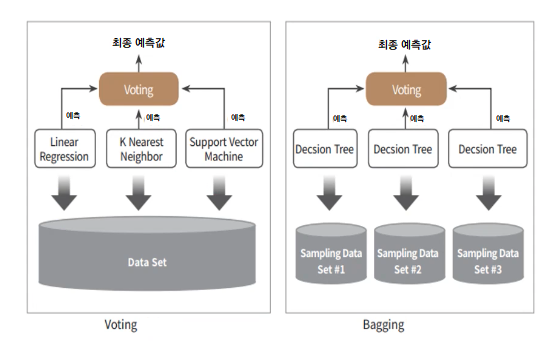 최종 예측값
Voting
예측
예측
예측
Linear
Regression
K Nearest
Neighbor
Support Vector
Machine
Data Set
Voting
최종 예측값
Voting
예측
예측
예측
Decsion Tree
Decsion Tree
Decsion Tree
Sampling Data
Set #1
Sampling Data
Set #2
Sampling Data
Set #3
Bagging